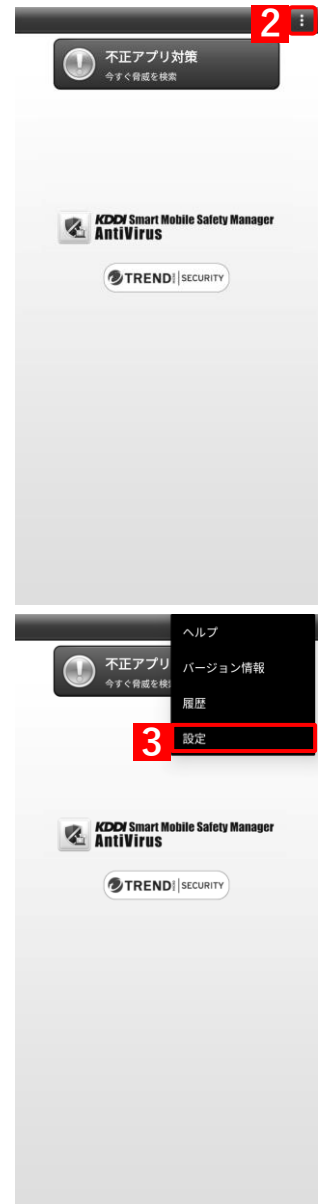 2
不正アプリ対策
今すぐ脅威を検索
KDDI Smart Mobile Safety Manager
AntiVirus
TREND SECURITY
ヘルプ
不正アプリ
バージョン情報
今すぐ脅威を検
履歴
3
設定
KDDI Smart Mobile Safety Manager
AntiVirus
TREND SECURITY